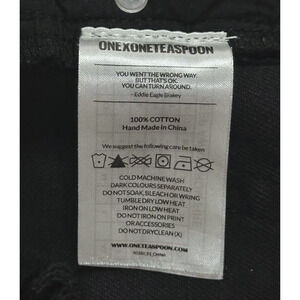 ONEXONETEASPOON
YOU WENT THE WRONG WAY.
BUT THAT'S OK.
YOU CAN TURN AROUND.
- Eddie Eagle Blakey
100% COTTON
Hand Made in China
We suggest the following care be taken
COLD MACHINE WASH
DARK COLOURS SEPARATELY
DO NOT SOAK, BLEACH OR WRING
TUMBLE DRY LOW HEAT
IRON ON LOW HEAT
DO NOT IRON ON PRINT
OR ACCESSORIES
DO NOT DRYCLEAN (X)
WWW.ONETEASPOON.COM